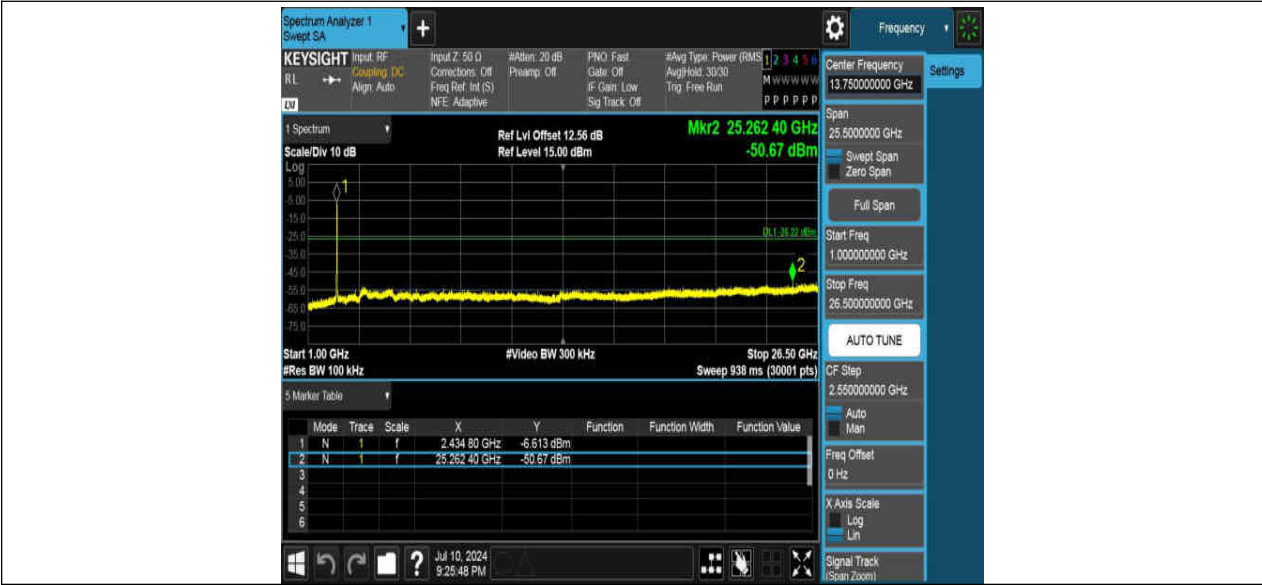 Spectrum Analyzer 1
Swept SA
+
Frequency
KEYSIGHT
RL
Input: RF
Coupling: DC
Align: Auto
Input Z: 50 Ω
Corrections: Off
Freq Ref: Int (S)
NFE: Adaptive
#Atten: 20 dB
Preamp: Off
PNO: Fast
Gate: Off
IF Gain: Low
Sig Track: Off
#Avg Type: Power (RMS
Avg|Hold: 30/30
Trig: Free Run
1 2 3 4 5 6
M W W W W W
P P P P P P
1 Spectrum
Scale/Div 10 dB
Ref Lvl Offset 12.56 dB
Ref Level 15.00 dBm
Mkr2 25.262 40 GHz
-50.67 dBm
Log
5.00
-5.00
-15.0
-25.0
-35.0
-45.0
-55.0
-65.0
-75.0
1
DL1 -26.32 dBm
2
Start 1.00 GHz
#Video BW 300 kHz
Stop 26.50 GHz
#Res BW 100 kHz
Sweep 938 ms (30001 pts)
5 Marker Table
Mode Trace Scale X Y Function Function Width Function Value
1 N 1 f 2.434 80 GHz -6.613 dBm
2 N 1 f 25.262 40 GHz -50.67 dBm
3
4
5
6
?
Jul 10, 2024
9:25:48 PM
Center Frequency
13.750000000 GHz
Settings
Span
25.5000000 GHz
Swept Span
Zero Span
Full Span
Start Freq
1.000000000 GHz
Stop Freq
26.500000000 GHz
AUTO TUNE
CF Step
2.550000000 GHz
Auto
Man
Freq Offset
0 Hz
X Axis Scale
Log
Lin
Signal Track
(Span Zoom)